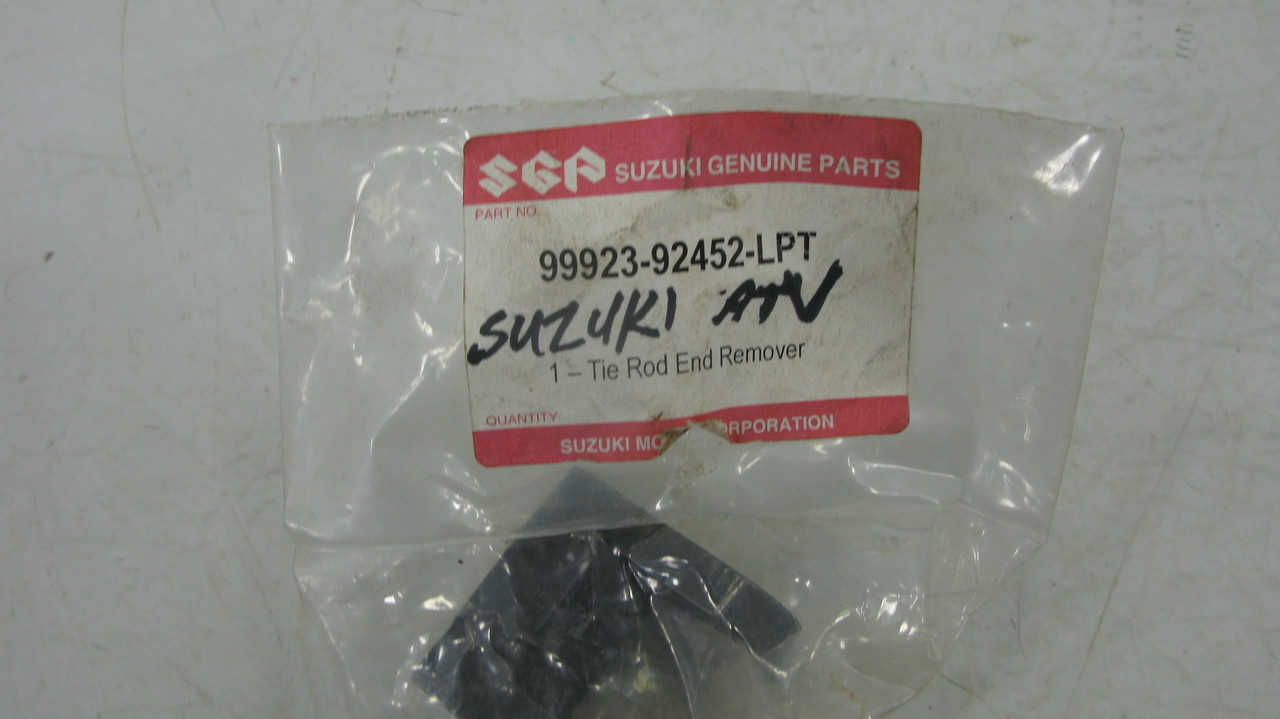 SGP SUZUKI GENUINE PARTS
PART NO.
99923-92452-LPT
SUZUKI ATV
1 – Tie Rod End Remover
QUANTITY
SUZUKI MO RPORATION